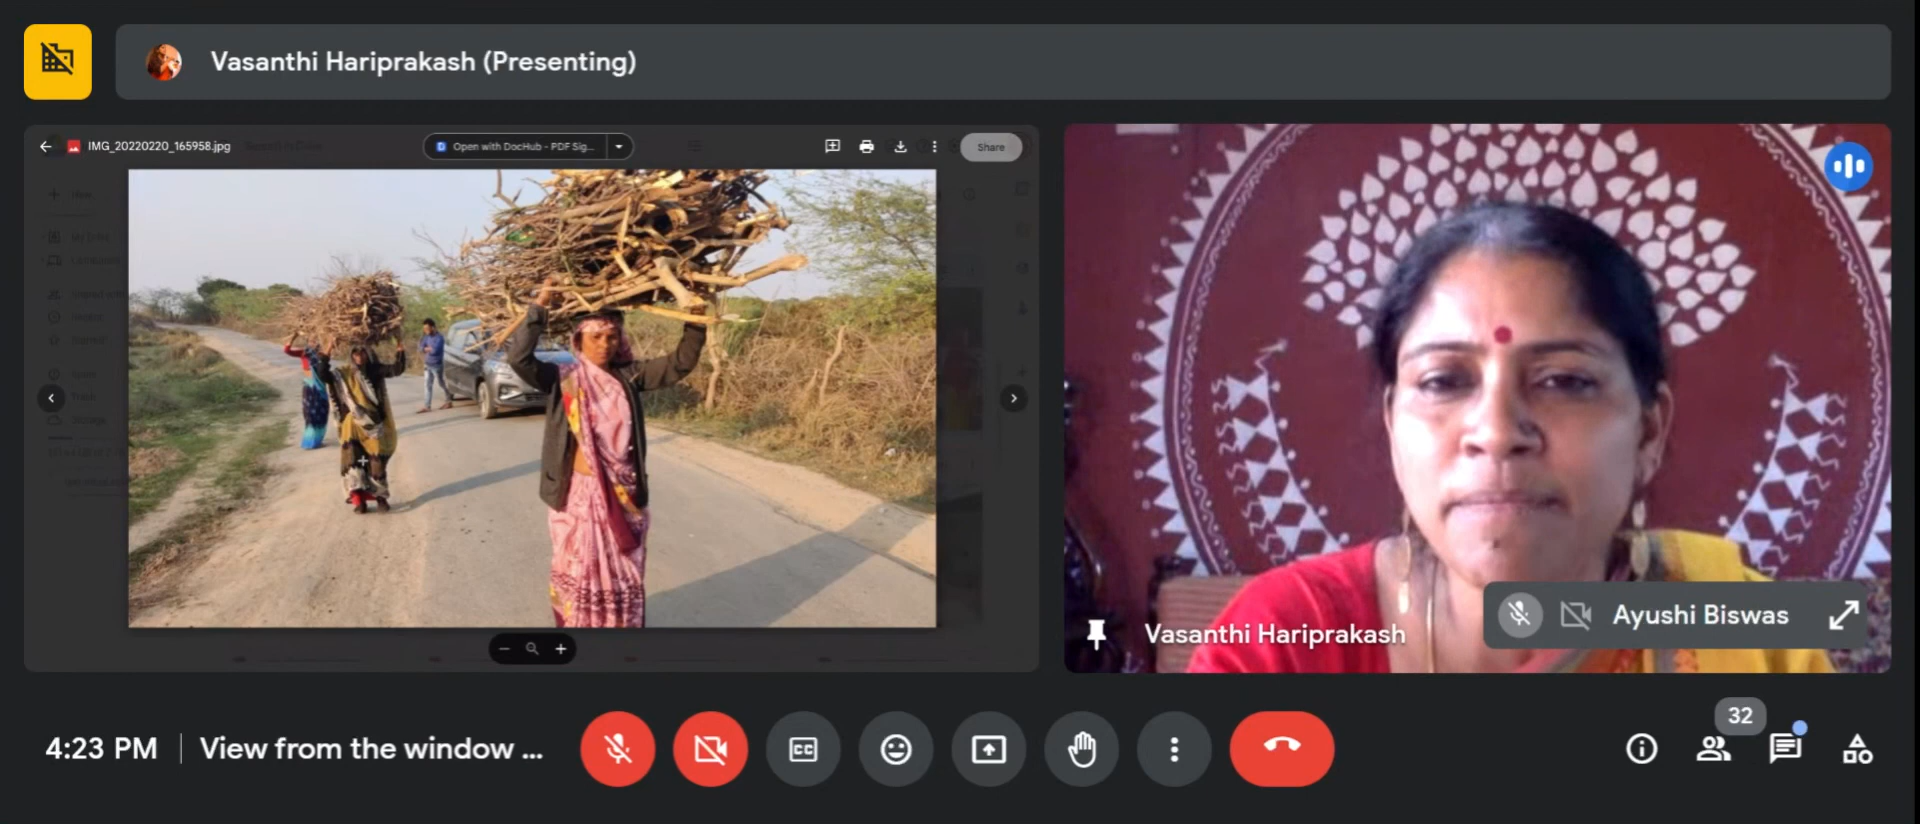 Vasanthi Hariprakash (Presenting)
IMG_20220220_165958.jpg
Open with DocHub - PDF Sig...
Share
Vasanthi Hariprakash
Ayushi Biswas
32
4:23 PM
View from the window ...
CC